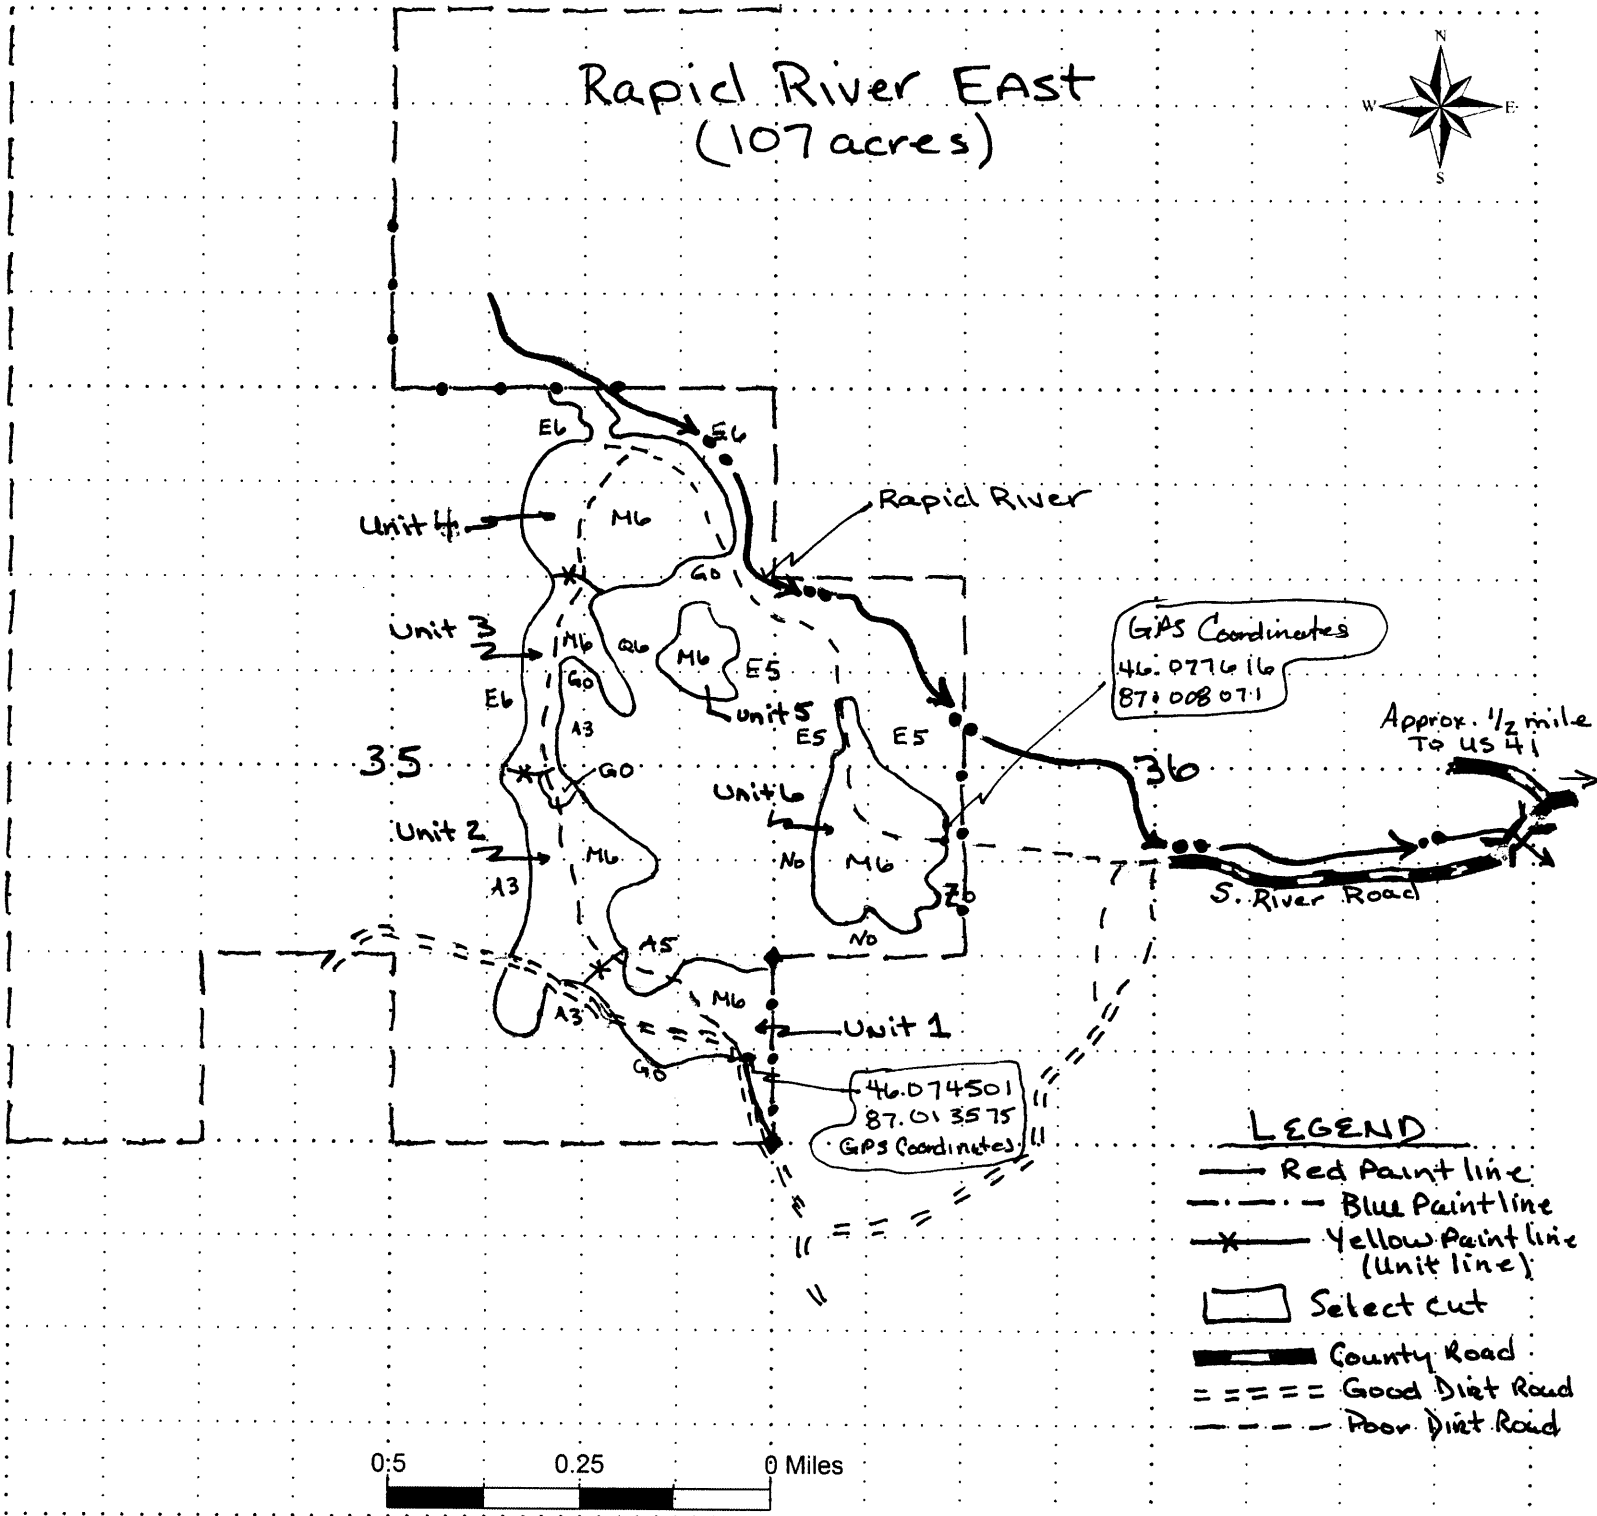 Rapid River EAst
(107 acres)
N
W
E
S
E6
E6
Rapid River
Unit 4
M6
G0
GPS Coordinates
46.077616
87.008071
Unit 3
M6
Q6
M6
E5
G0
E6
Unit 5
A3
E5
E5
Approx. 1/2 mile
To US 41
35
G0
36
Unit 6
Unit 2
M6
N0
M6
A3
Z0
S. River Road
N0
A5
M6
A3
Unit 1
G0
46.074501
87.013575
GPS Coordinates
LEGEND
Red Paint line
Blue Paint line
Yellow Paint line
(Unit line)
Select cut
County Road
Good Dirt Road
Poor Dirt Road
0.5
0.25
0 Miles